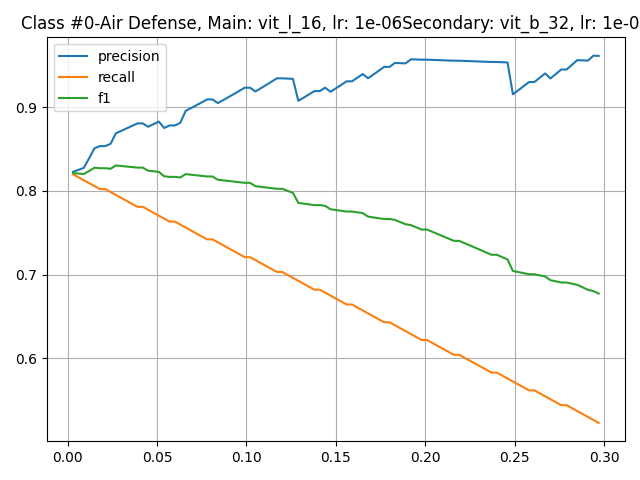 Class #0-Air Defense, Main: vit_l_16, lr: 1e-06Secondary: vit_b_32, lr: 1e-0
precision
recall
f1
0.9
0.8
0.7
0.6
0.00 0.05 0.10 0.15 0.20 0.25 0.30